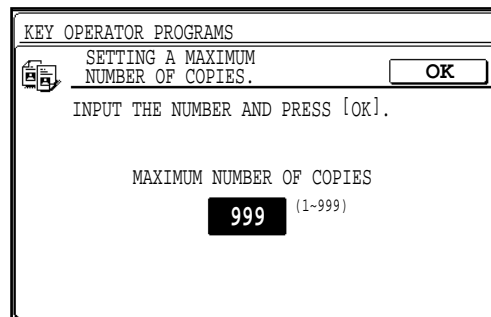 KEY OPERATOR PROGRAMS
SETTING A MAXIMUM
NUMBER OF COPIES.
OK
INPUT THE NUMBER AND PRESS [OK].
MAXIMUM NUMBER OF COPIES
999 (1~999)